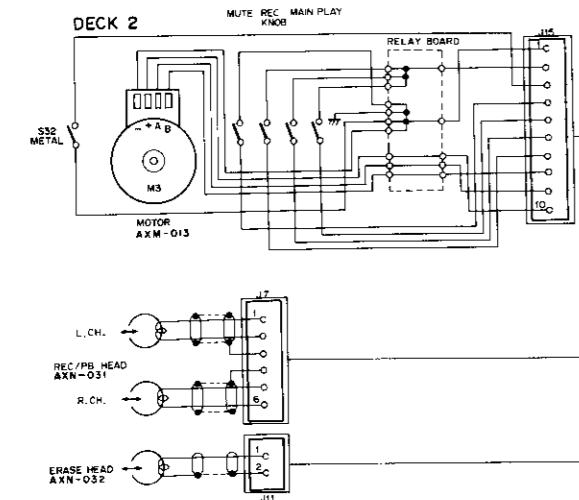 DECK 2
MUTE REC MAIN PLAY
KNOB
RELAY BOARD
J15
1
S32
METAL
- + A B
M3
MOTOR
AXM-013
10
J7
L.CH.
1
REC/PB HEAD
AXN-031
R.CH.
6
ERASE HEAD
AXN-032
1
2
J11